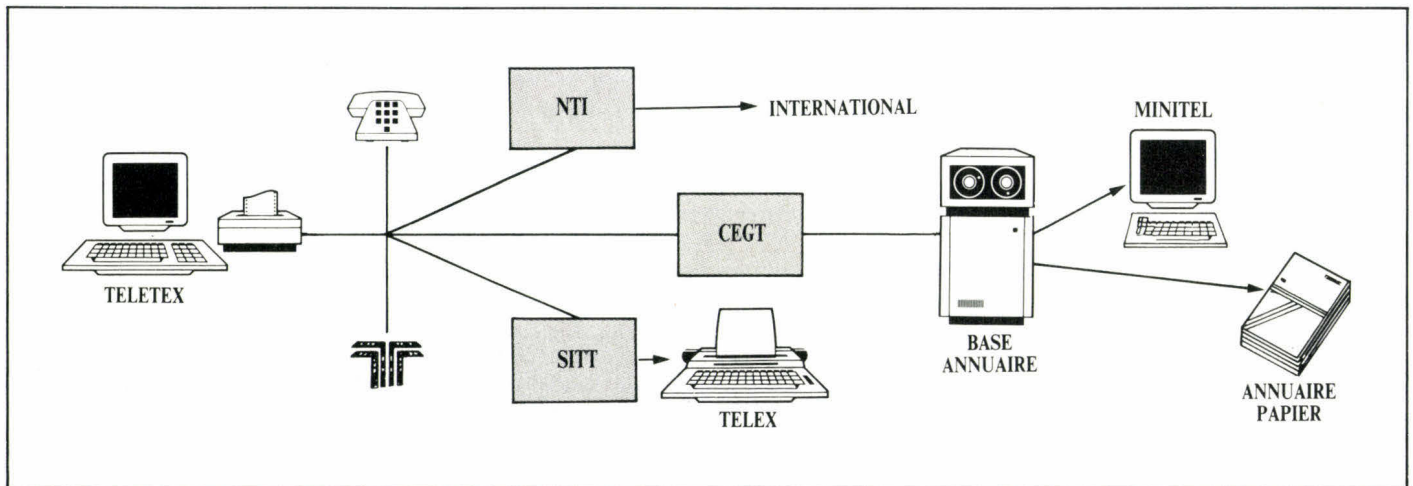 NTI
INTERNATIONAL
MINITEL
TELETEX
CEGT
SITT
TELEX
BASE
ANNUAIRE
ANNUAIRE
PAPIER